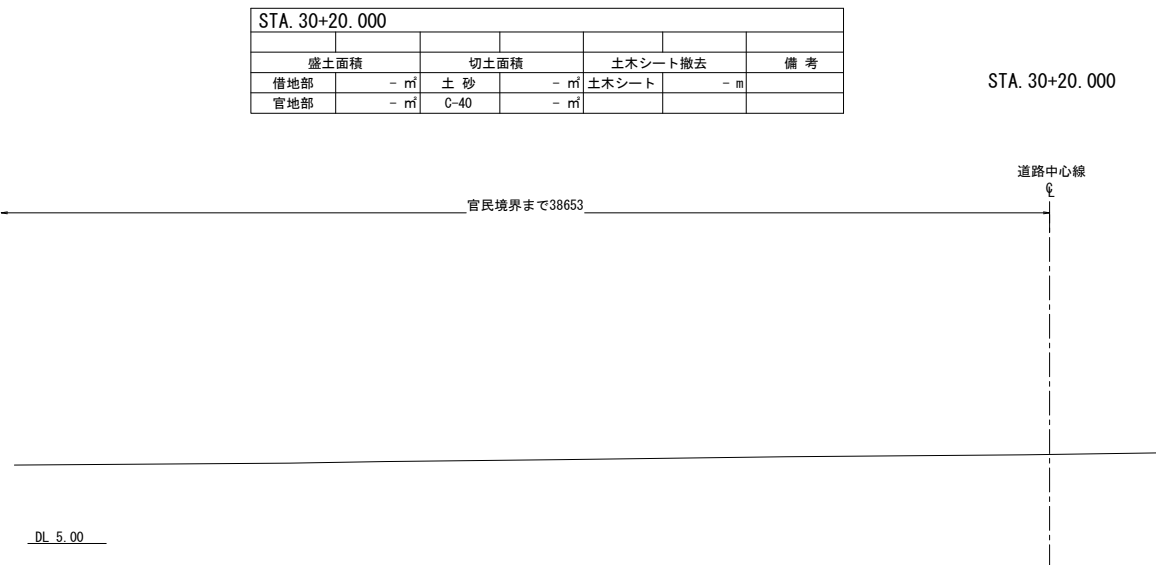 STA. 30+20.000
盛土面積 切土面積 土木シート撤去 備 考
借地部 - ㎡ 土 砂 - ㎡ 土木シート - m
官地部 - ㎡ C-40 - ㎡
STA. 30+20.000
道路中心線
℄
官民境界まで38653
DL 5.00